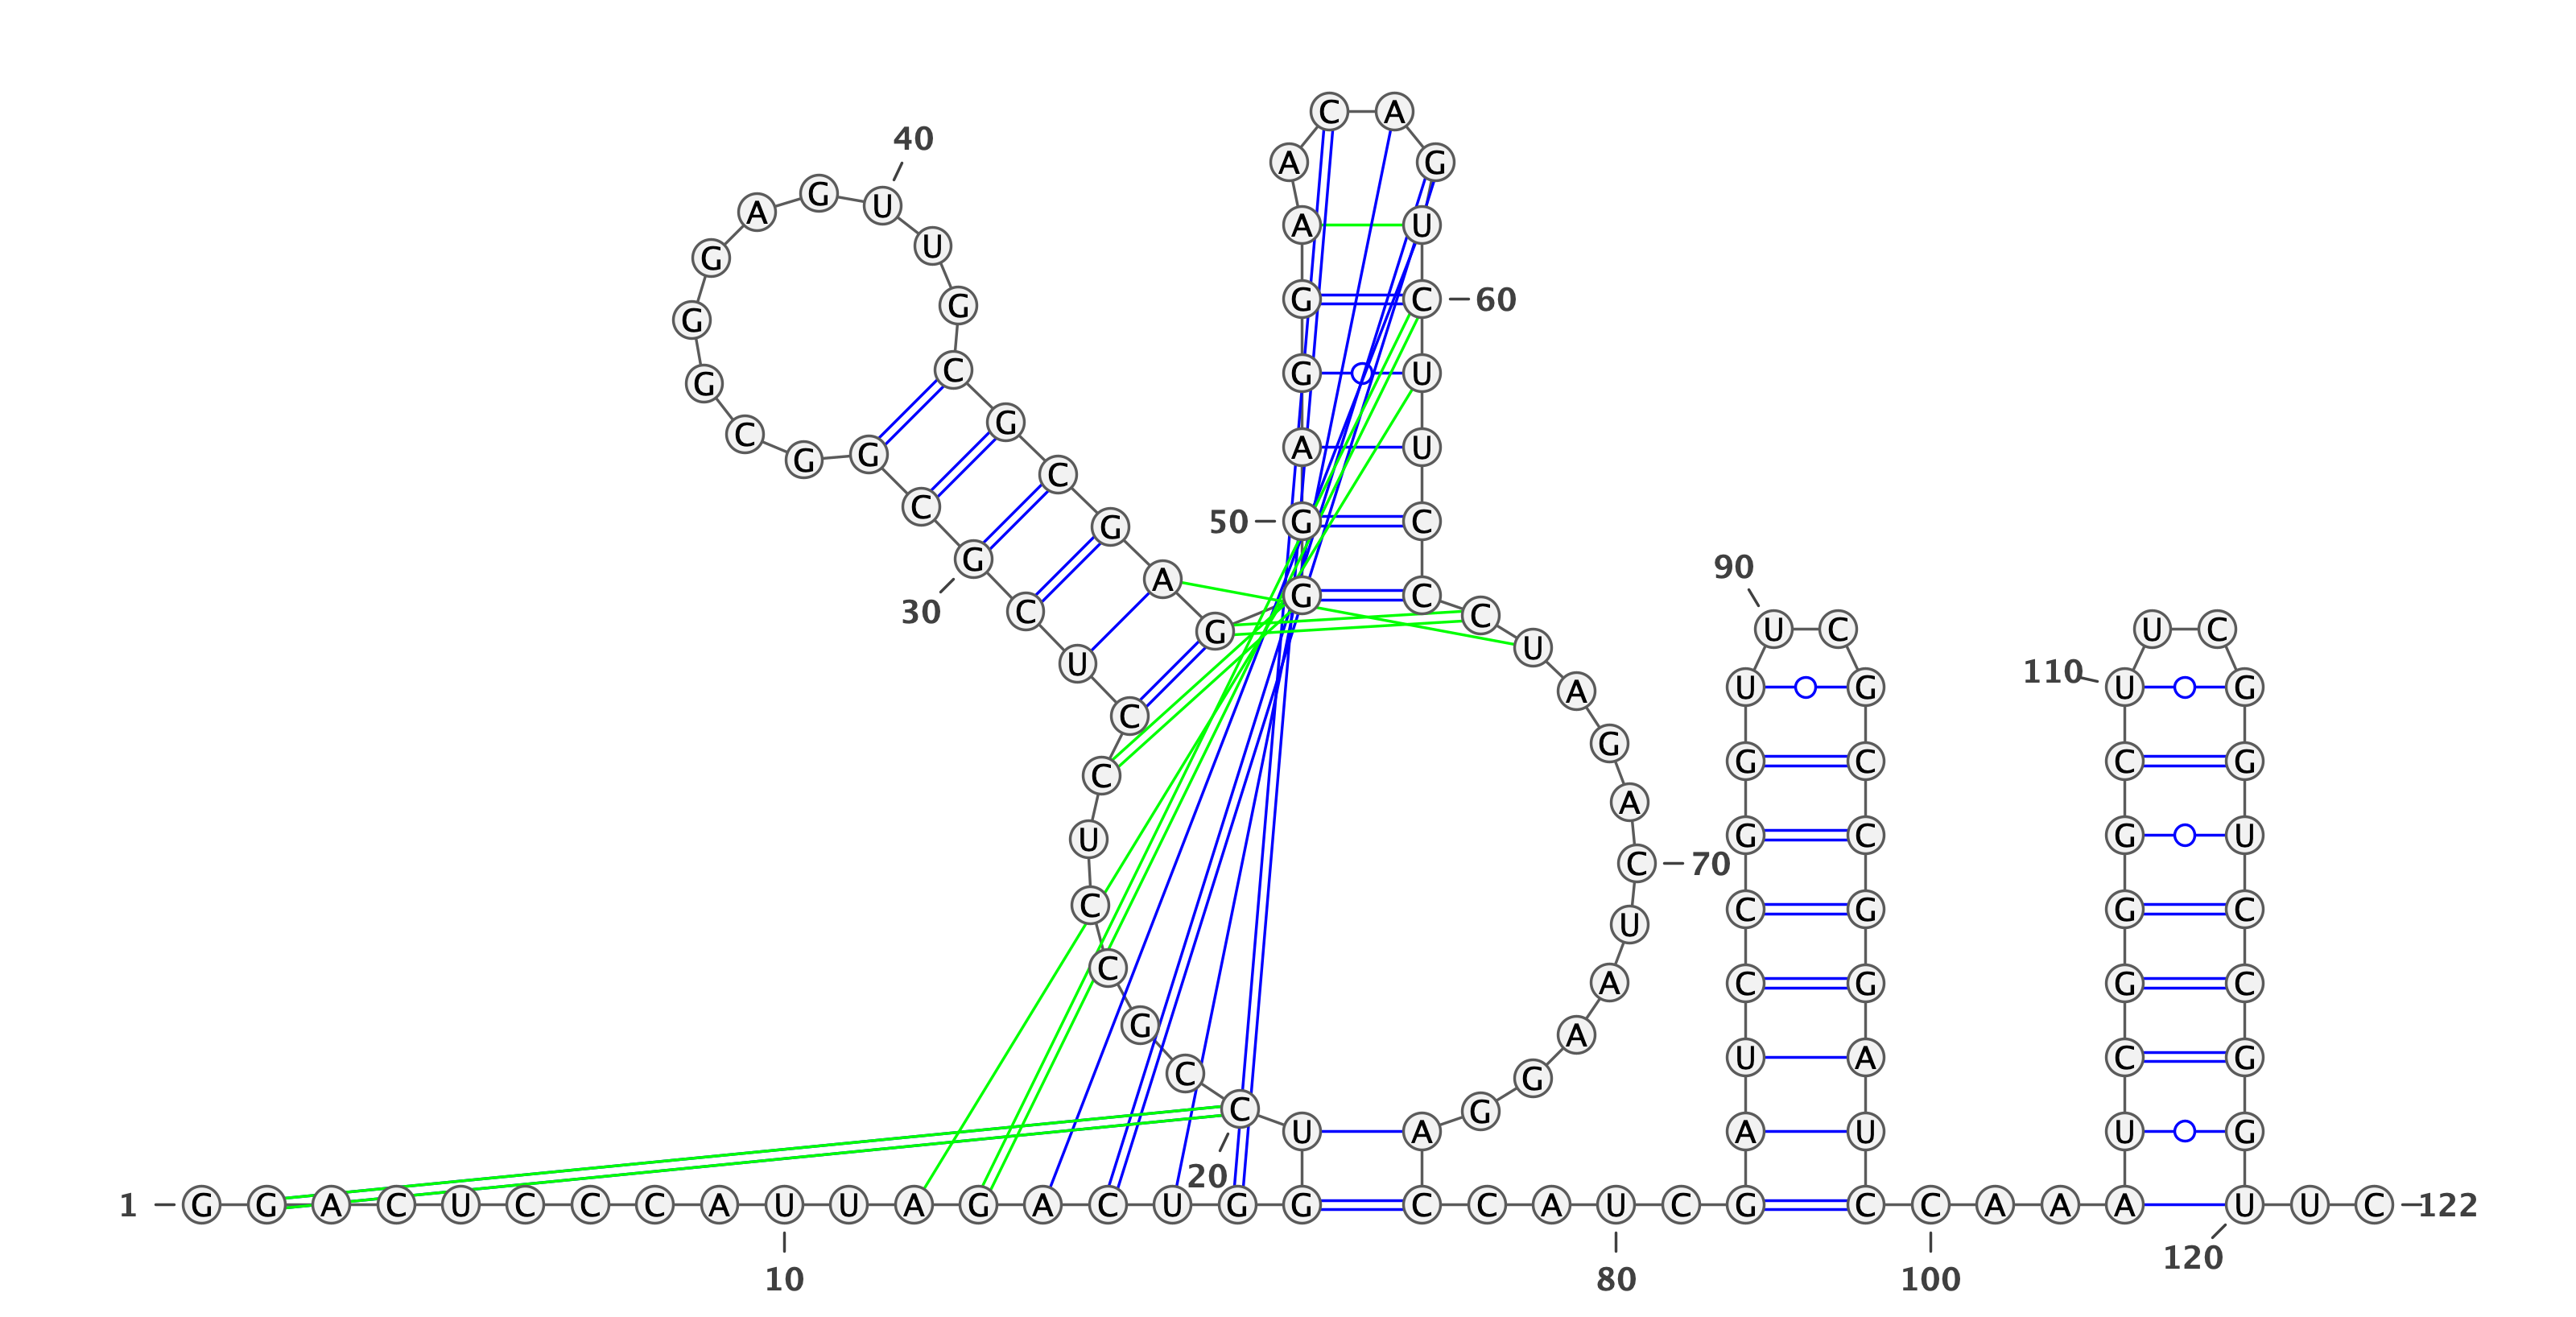 1
G G A C U C C C A U U A G A C U G G
10
U C C G C C U C
20
C U C G C G
30
G C G G G A G U U G
40
C G C G A G
G G A G G A
50
A C A G
U C U U C C
60
C U A G A C U A A G G
70
A C
C A U C
80
G A U C C G G U
U C
90
G C C G G A U C
C A A
100
A U C G G G C U
110
U C
G G U C C G G U
120
U C
122